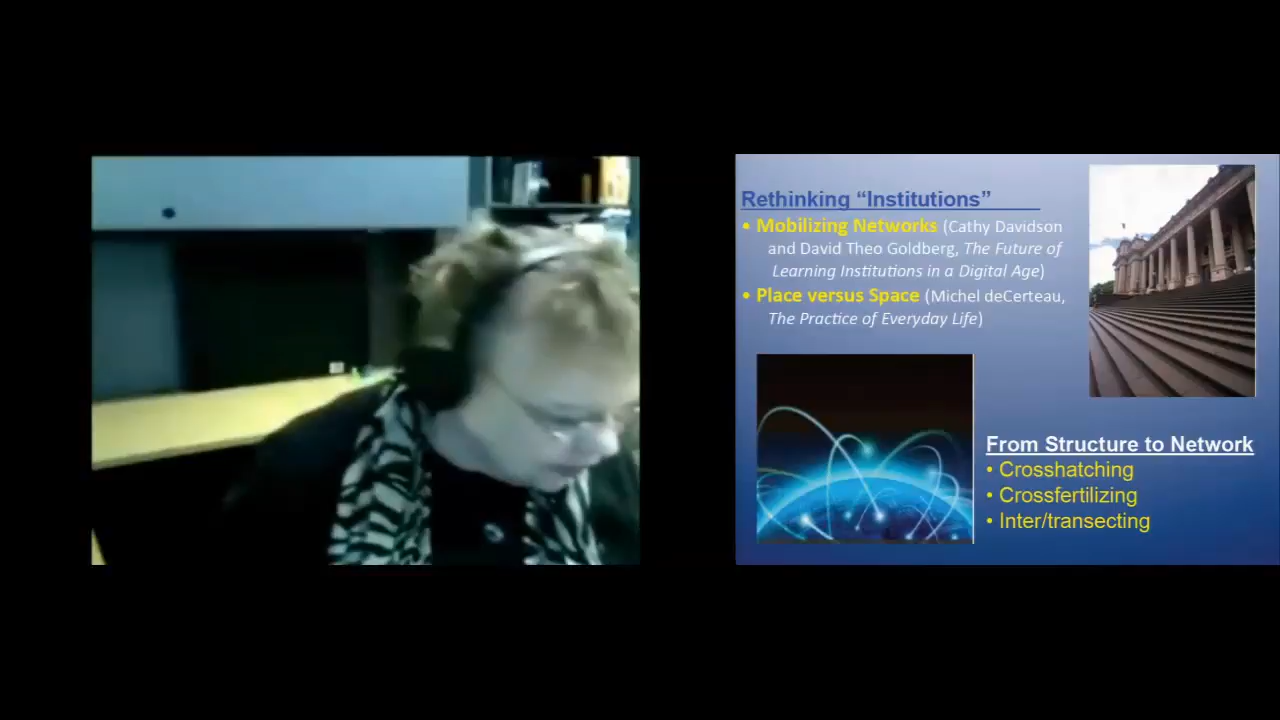 Rethinking “Institutions”
• Mobilizing Networks (Cathy Davidson
and David Theo Goldberg, The Future of
Learning Institutions in a Digital Age)
• Place versus Space (Michel deCerteau,
The Practice of Everyday Life)
From Structure to Network
• Crosshatching
• Crossfertilizing
• Inter/transecting